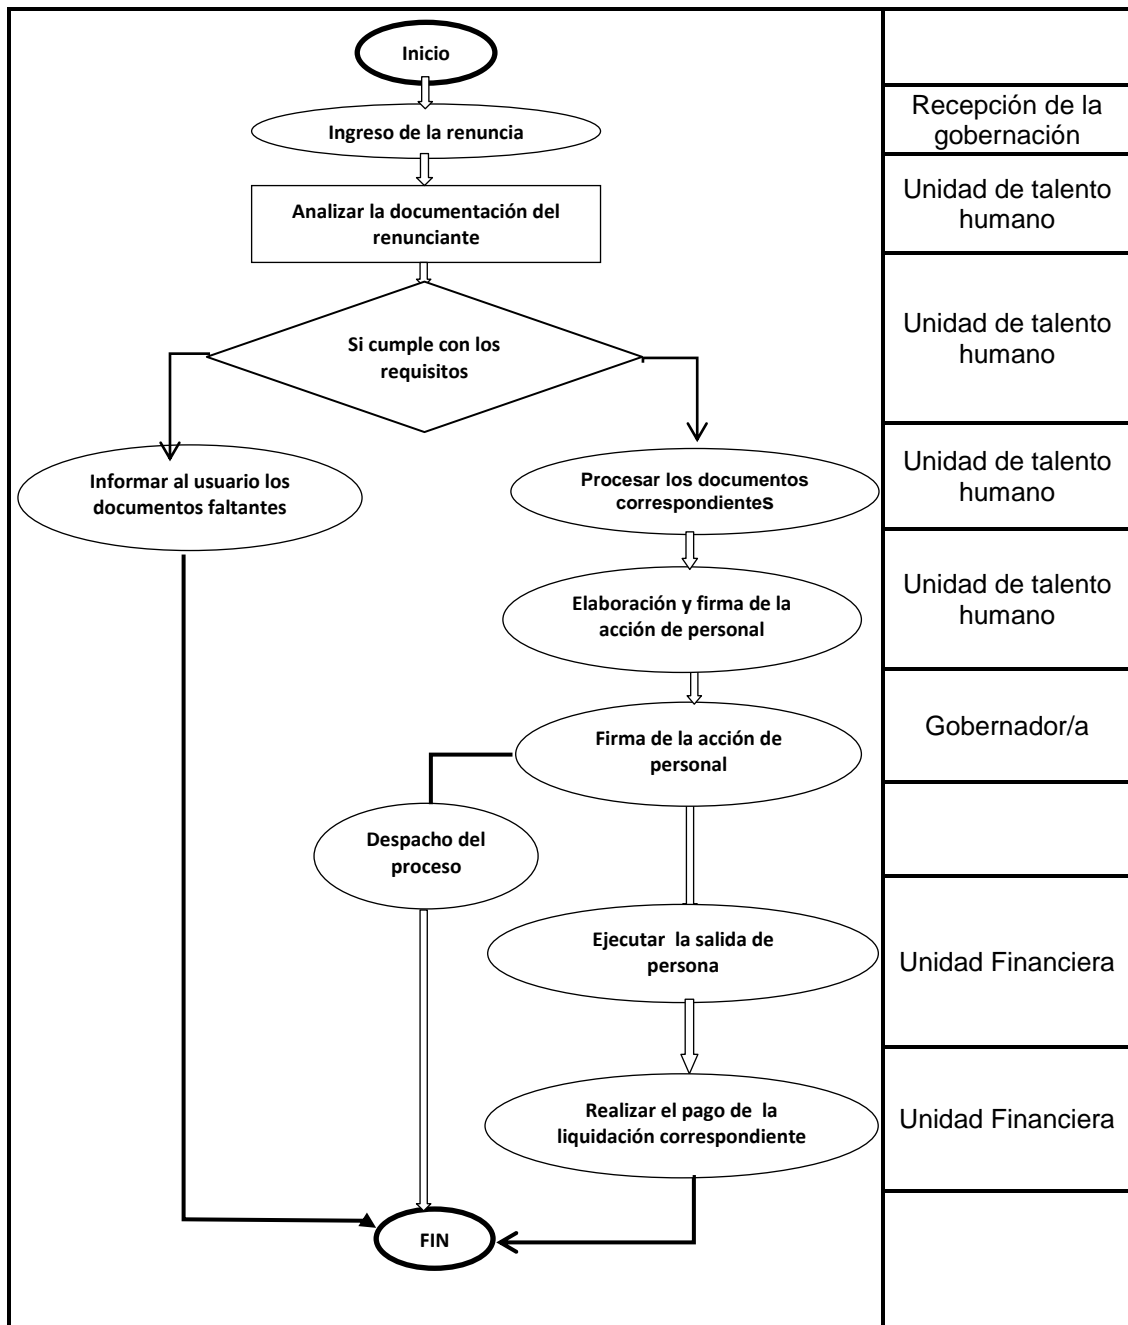 Inicio
Recepción de la
gobernación
Ingreso de la renuncia
Unidad de talento
humano
Analizar la documentación del
renunciante
Unidad de talento
humano
Si cumple con los
requisitos
Unidad de talento
humano
Informar al usuario los
documentos faltantes
Procesar los documentos
correspondientes
Unidad de talento
humano
Elaboración y firma de la
acción de personal
Gobernador/a
Firma de la acción de
personal
Despacho del
proceso
Ejecutar  la salida de
persona
Unidad Financiera
Realizar el pago de  la
liquidación correspondiente
Unidad Financiera
FIN